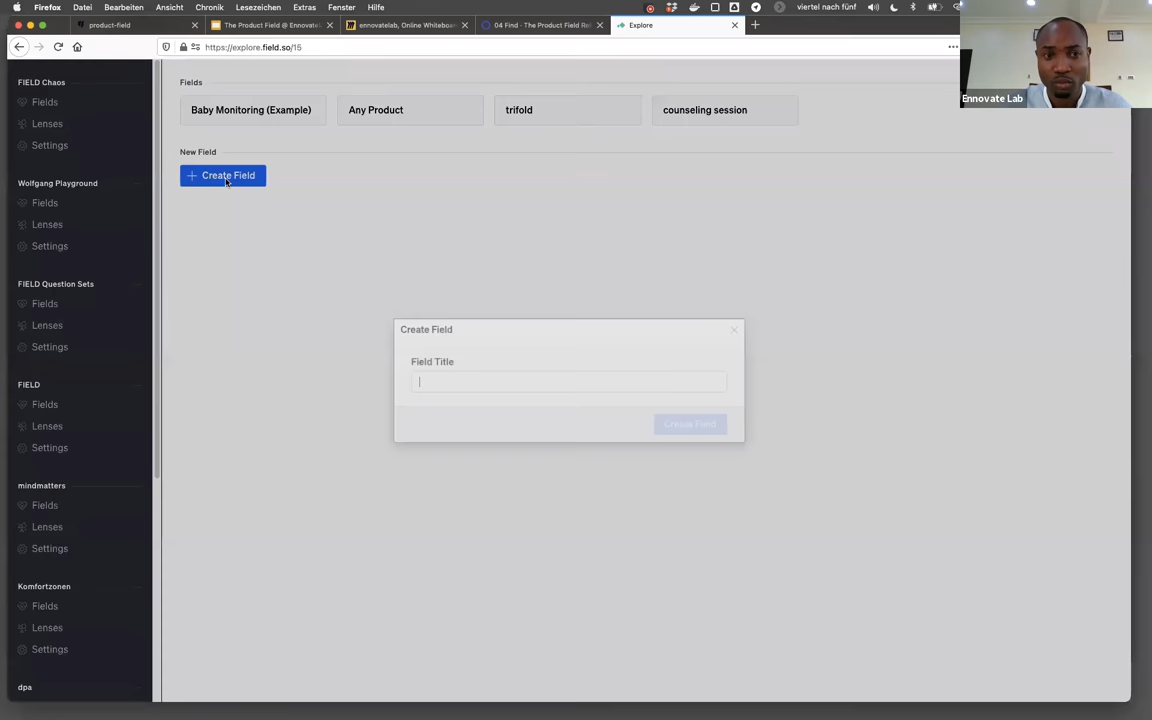 Firefox Datei Bearbeiten Ansicht Chronik Lesezeichen Extras Fenster Hilfe viertel nach fünf
product-field
The Product Field @ Ennovate
ennovatelab, Online Whiteboa
04 Find - The Product Field Re
Explore
https://explore.field.so/15
Ennovate Lab
FIELD Chaos
Fields
Lenses
Settings
Wolfgang Playground
Fields
Lenses
Settings
FIELD Question Sets
Fields
Lenses
Settings
FIELD
Fields
Lenses
Settings
mindmatters
Fields
Lenses
Settings
Komfortzonen
Fields
Lenses
Settings
dpa
Fields
Baby Monitoring (Example)
Any Product
trifold
counseling session
New Field
+ Create Field
Create Field
Field Title
Create Field